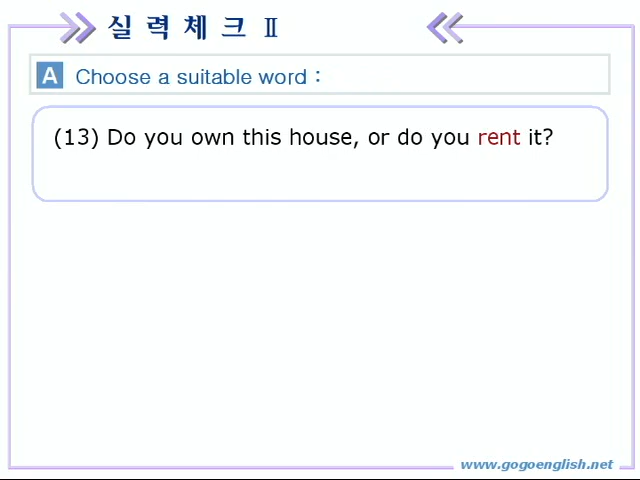 실 력 체 크 Ⅱ
A Choose a suitable word :
(13) Do you own this house, or do you rent it?
www.gogoenglish.net